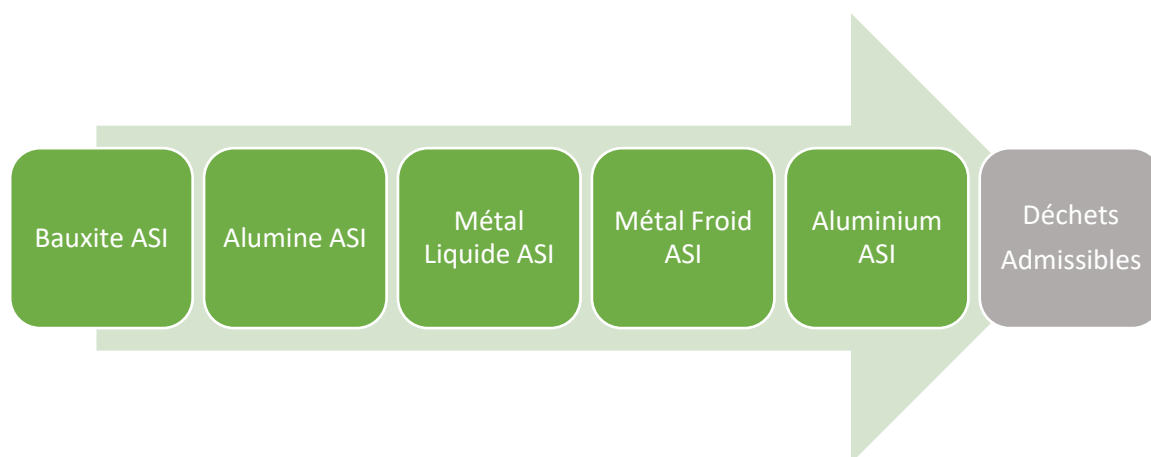 Bauxite ASI
Alumine ASI
Métal
Liquide ASI
Métal Froid
ASI
Aluminium
ASI
Déchets
Admissibles